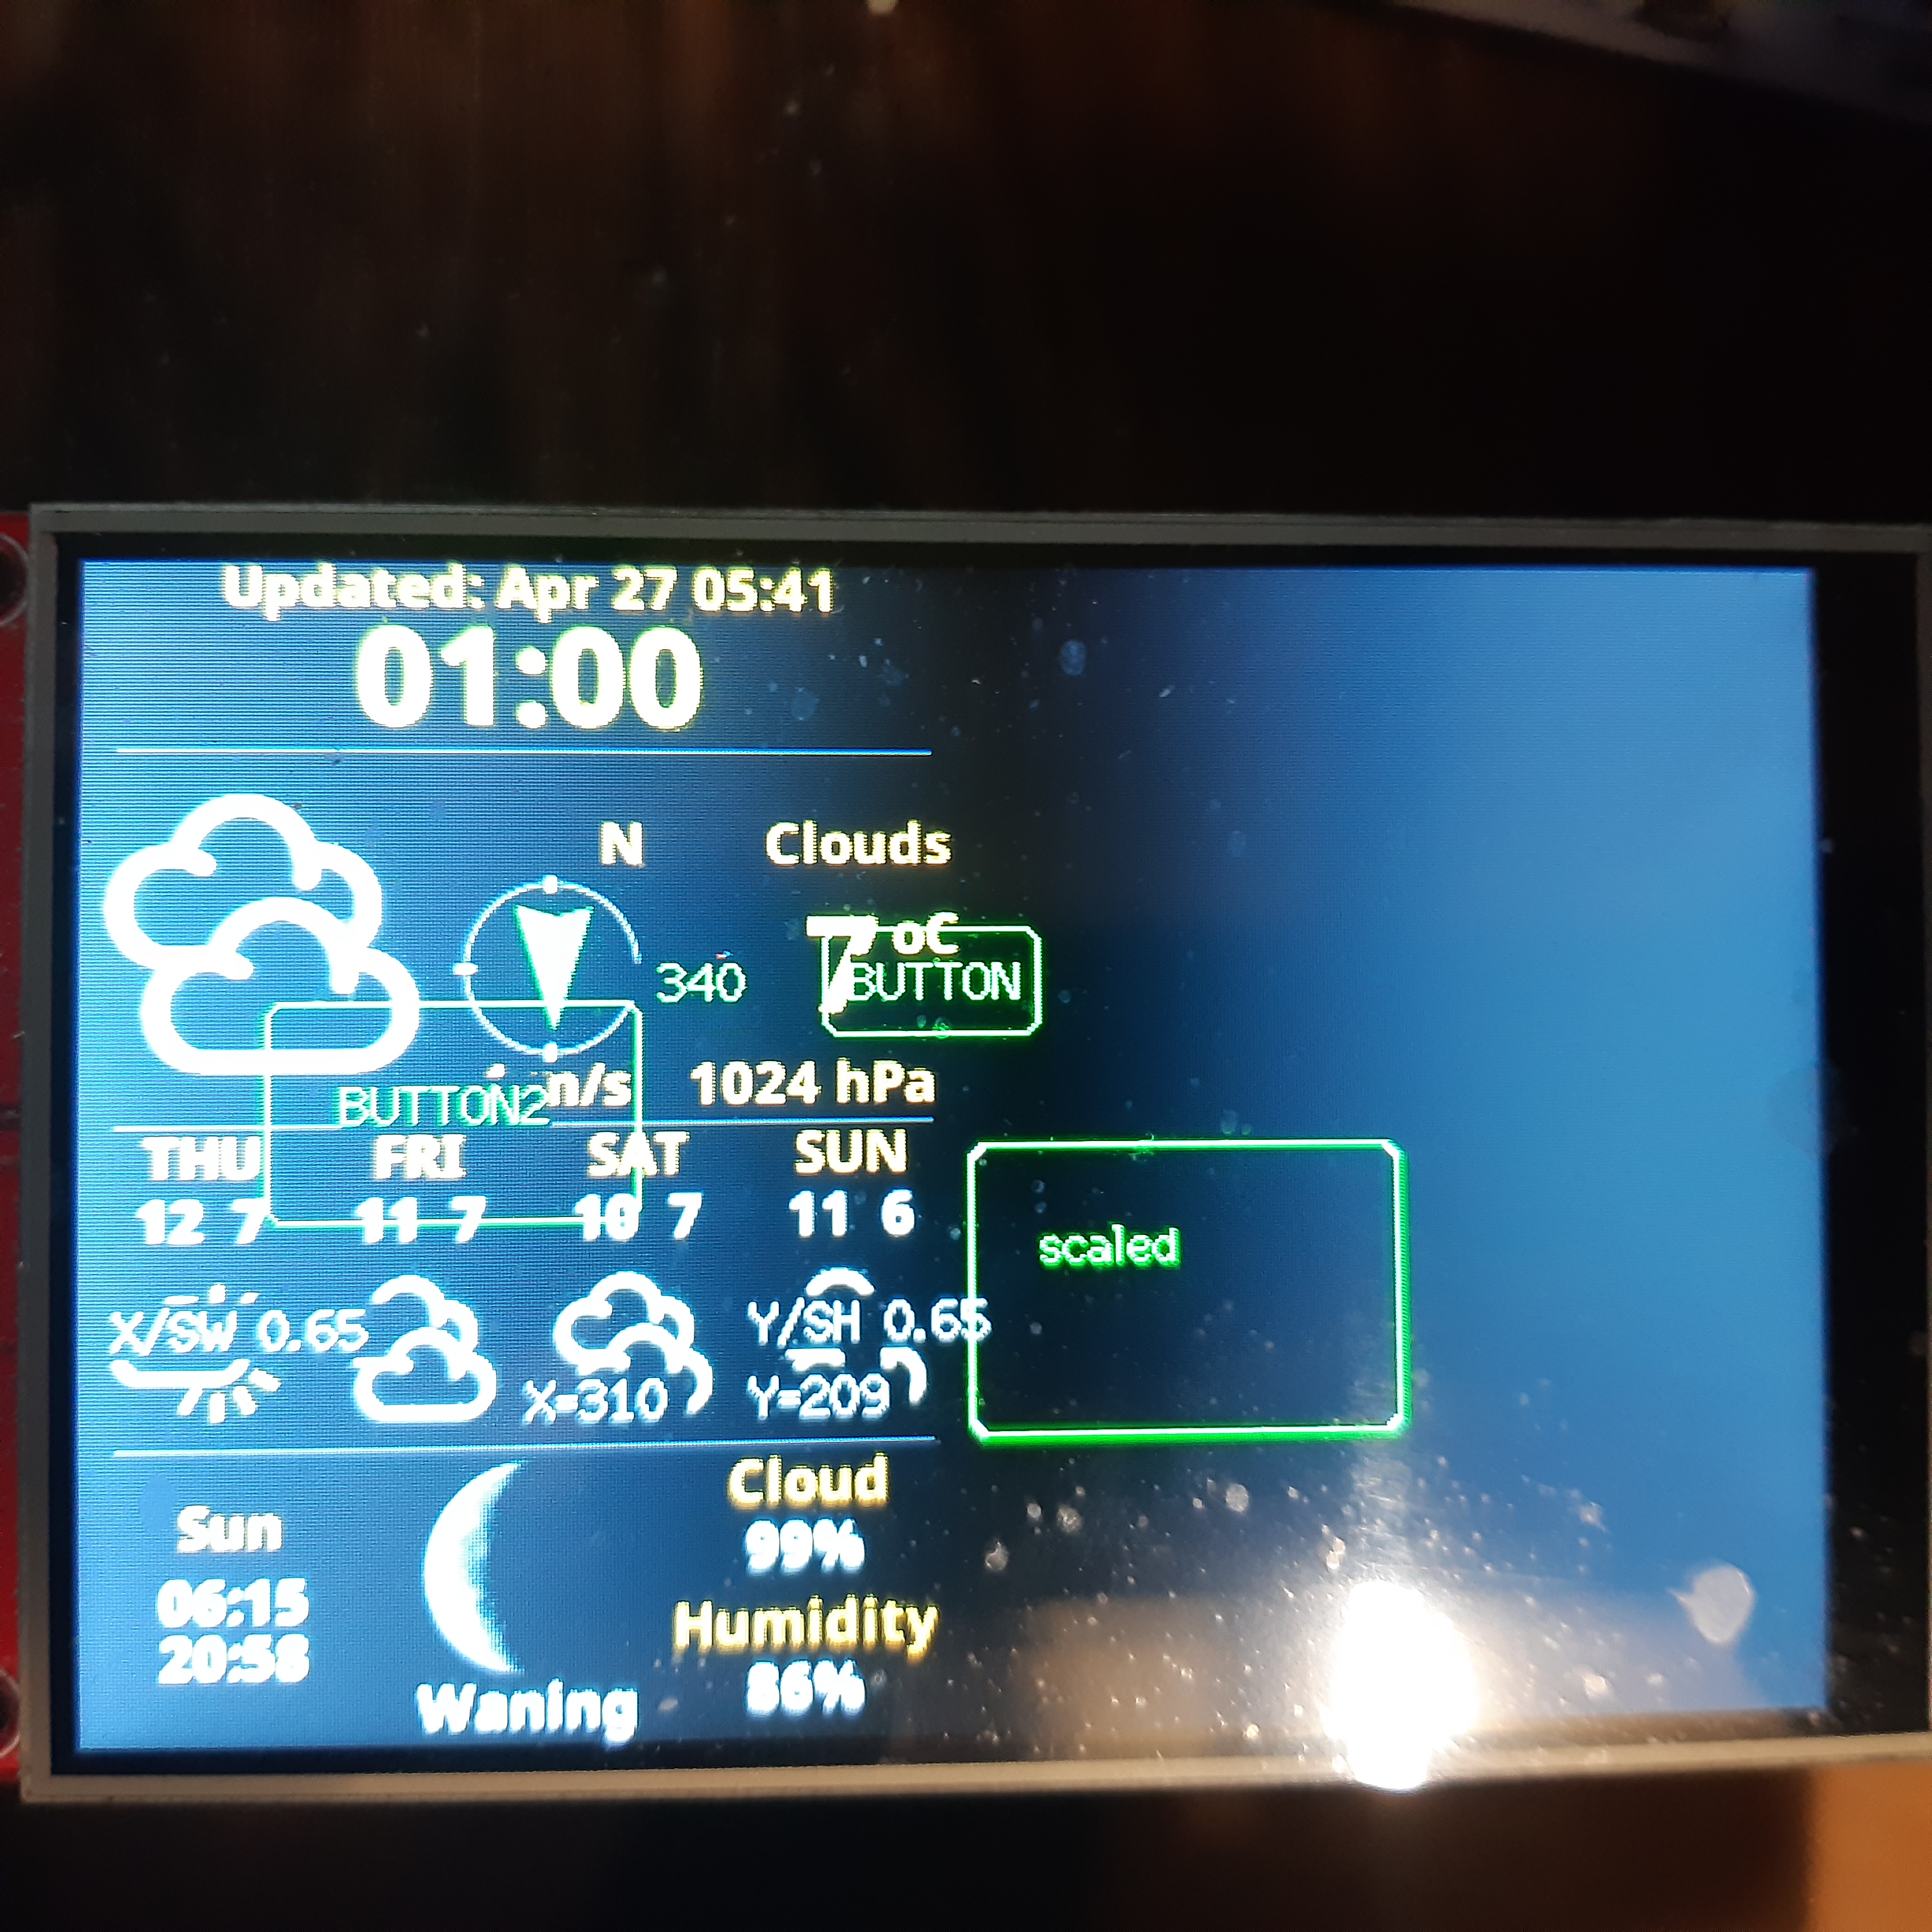 Updated: Apr 27 05:41
01:00
N Clouds
7 oC
340 BUTTON
1024 hPa
BUTTON2
THU FRI SAT SUN
12 7 11 7 10 7 11 6
scaled
X/SW 0.65 Y/SH 0.65
X=310 Y=209
Cloud
Sun 99%
06:15 Humidity
20:58 86%
Waning